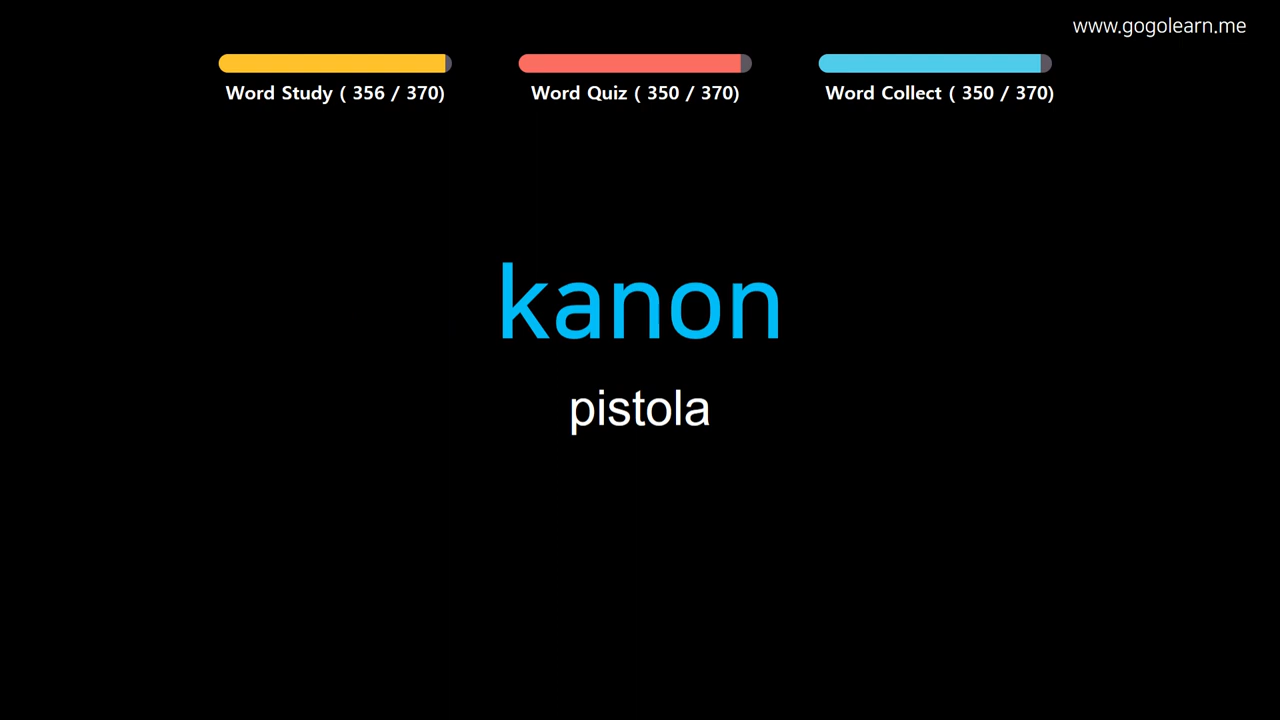 www.gogolearn.me
Word Study ( 356 / 370)
Word Quiz ( 350 / 370)
Word Collect ( 350 / 370)
kanon
pistola